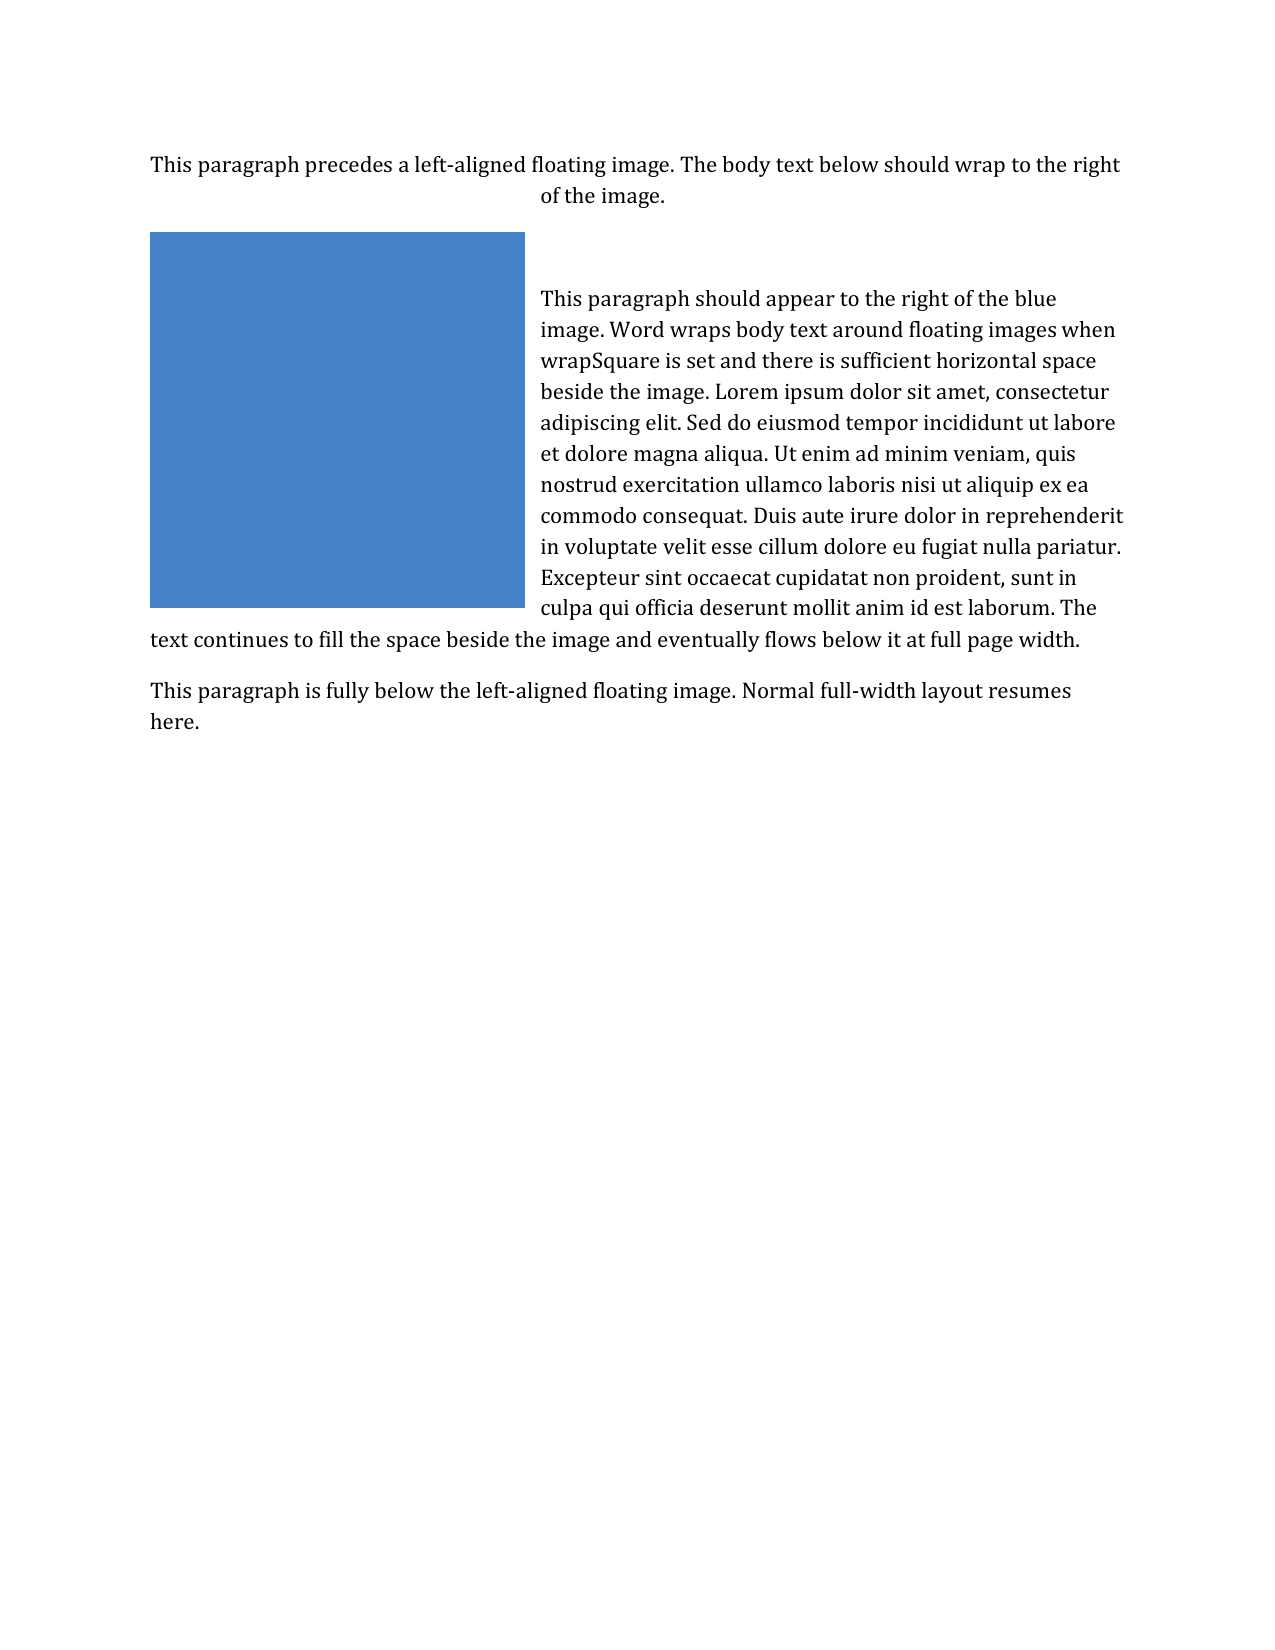 This paragraph precedes a left-aligned floating image. The body text below should wrap to the right
of the image.
This paragraph should appear to the right of the blue
image. Word wraps body text around floating images when
wrapSquare is set and there is sufficient horizontal space
beside the image. Lorem ipsum dolor sit amet, consectetur
adipiscing elit. Sed do eiusmod tempor incididunt ut labore
et dolore magna aliqua. Ut enim ad minim veniam, quis
nostrud exercitation ullamco laboris nisi ut aliquip ex ea
commodo consequat. Duis aute irure dolor in reprehenderit
in voluptate velit esse cillum dolore eu fugiat nulla pariatur.
Excepteur sint occaecat cupidatat non proident, sunt in
culpa qui officia deserunt mollit anim id est laborum. The
text continues to fill the space beside the image and eventually flows below it at full page width.
This paragraph is fully below the left-aligned floating image. Normal full-width layout resumes
here.